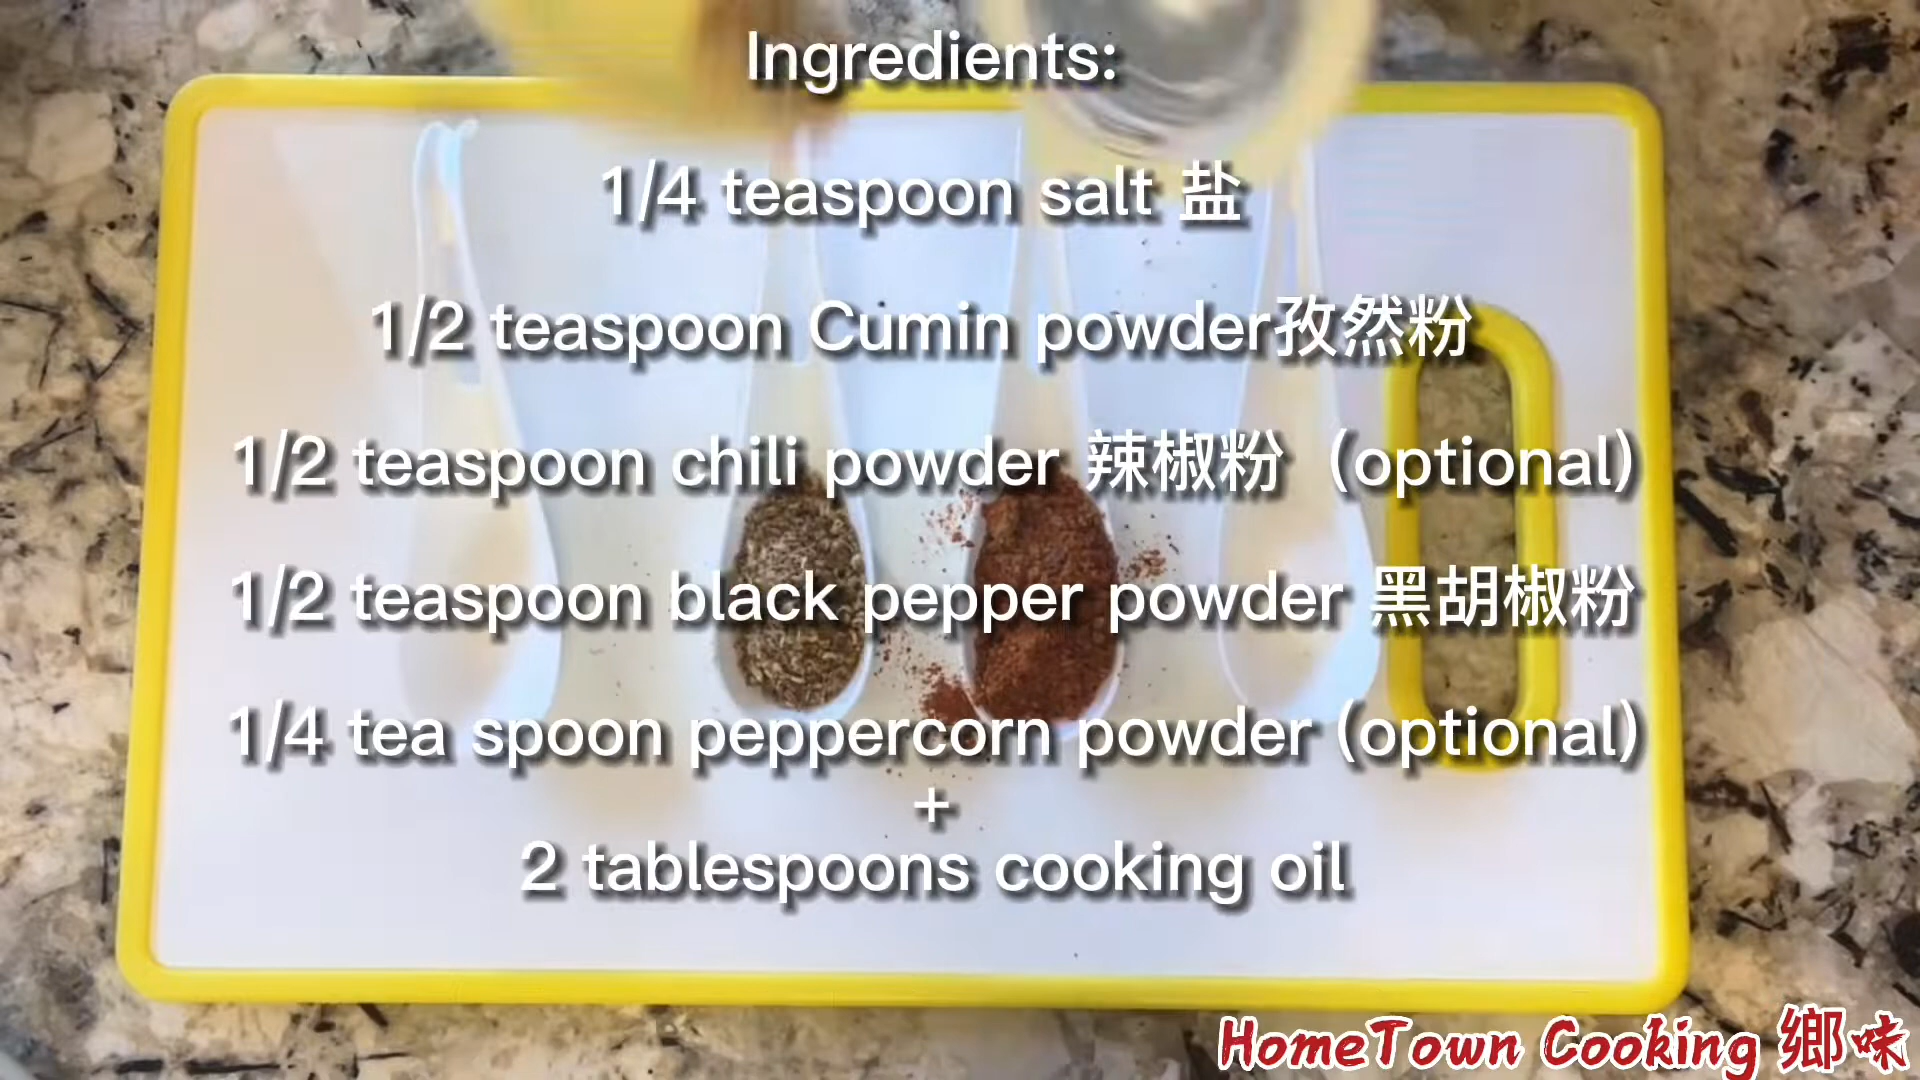 Ingredients:
1/4 teaspoon salt 盐
1/2 teaspoon Cumin powder孜然粉
1/2 teaspoon chili powder 辣椒粉 (optional)
1/2 teaspoon black pepper powder 黑胡椒粉
1/4 tea spoon peppercorn powder (optional)
+
2 tablespoons cooking oil
HomeTown Cooking 鄉味